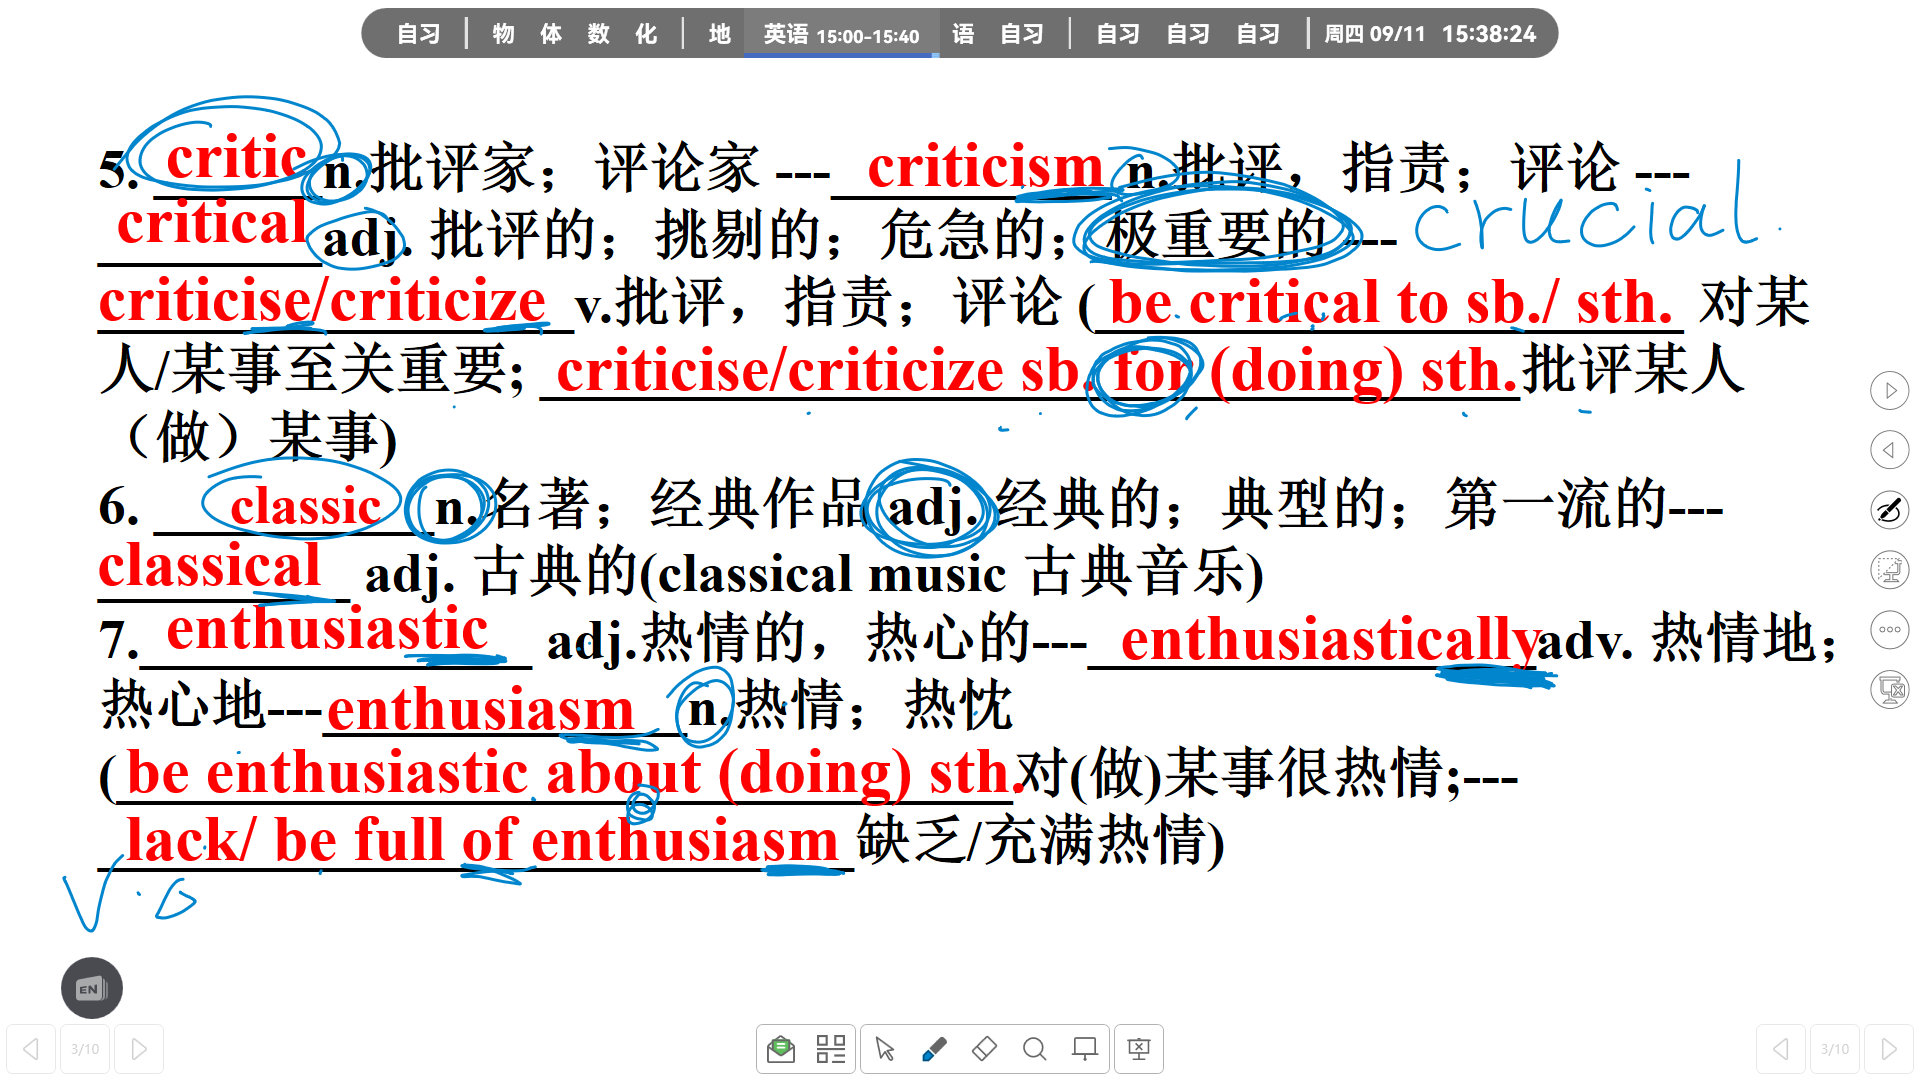 自习 | 物 体 数 化 | 地 英语 15:00-15:40 语 自习 | 自习 自习 自习 | 周四 09/11 15:38:24
5. critic n.批评家；评论家 --- criticism n.批评，指责；评论 ---
critical adj. 批评的；挑剔的；危急的；极重要的 --- crucial.
criticise/criticize v.批评，指责；评论 ( be critical to sb./ sth. 对某
人/某事至关重要; criticise/criticize sb. for (doing) sth.批评某人
（做）某事)
6. classic n.名著；经典作品 adj. 经典的；典型的；第一流的---
classical adj. 古典的(classical music 古典音乐)
7. enthusiastic adj.热情的，热心的--- enthusiastically adv. 热情地；
热心地---enthusiasm n.热情；热忱
( be enthusiastic about (doing) sth.对(做)某事很热情;---
lack/ be full of enthusiasm 缺乏/充满热情)
EN
3/10
3/10